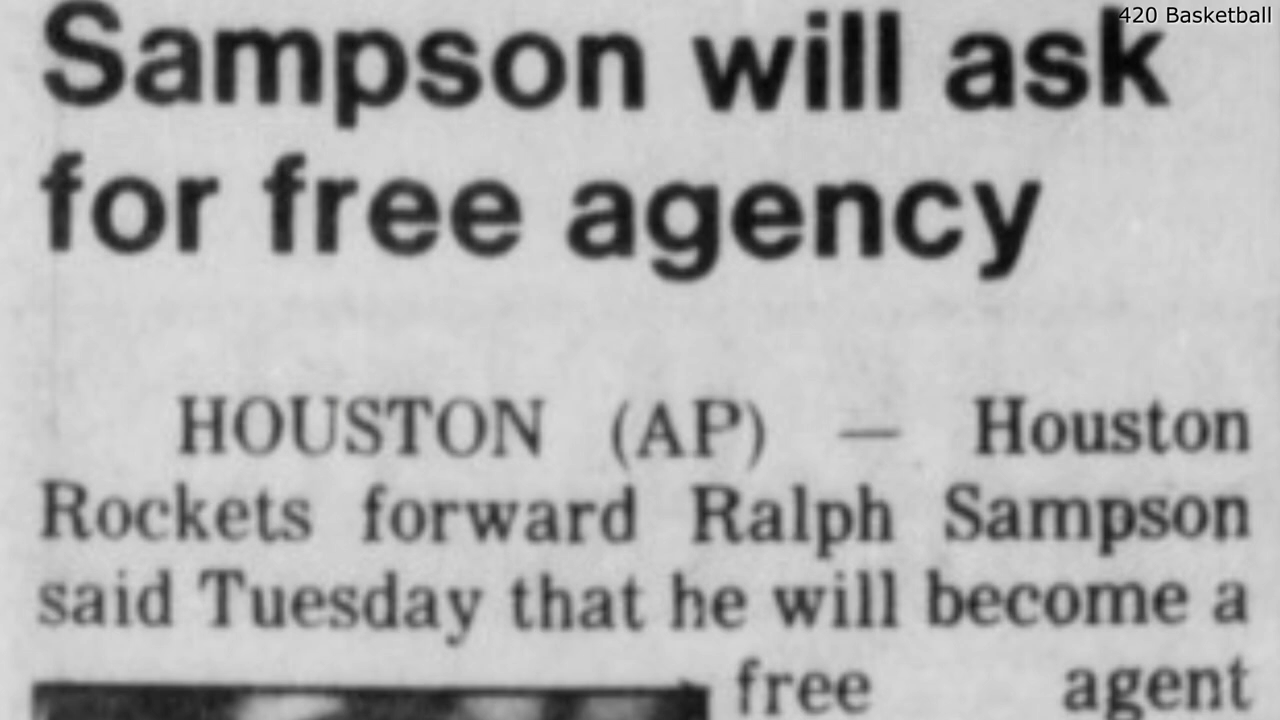 420 Basketball
Sampson will ask
for free agency
HOUSTON (AP) — Houston
Rockets forward Ralph Sampson
said Tuesday that he will become a
free agent